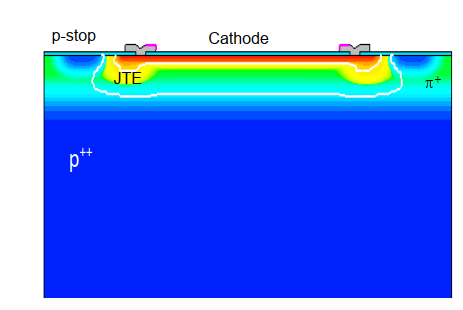 p-stop
Cathode
JTE
π⁺
p⁺⁺